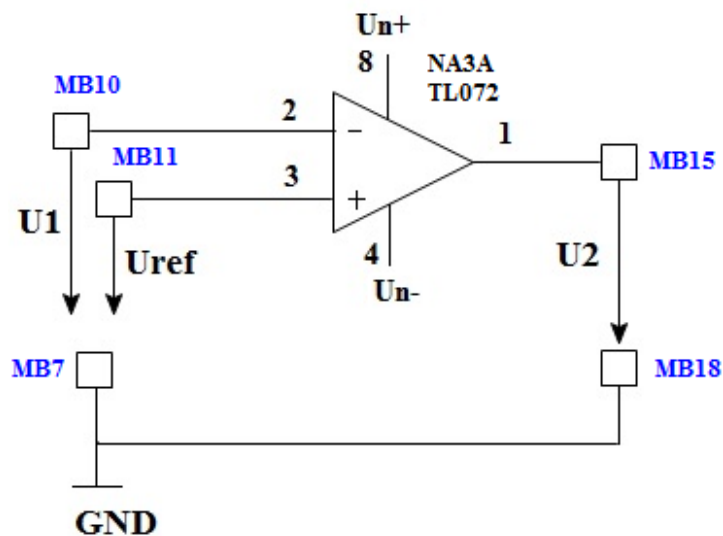 Un+
8
NA3A
TL072
MB10
2
−
1
MB11
MB15
3
+
U1
Uref
4
U2
Un-
MB7
MB18
GND